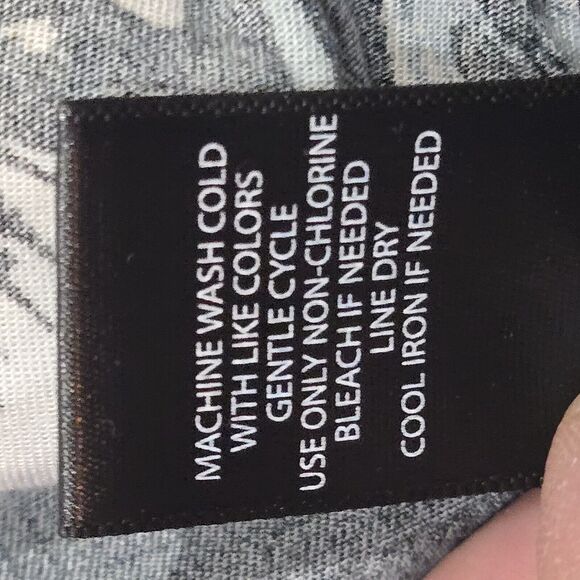 MACHINE WASH COLD
WITH LIKE COLORS
GENTLE CYCLE
USE ONLY NON-CHLORINE
BLEACH IF NEEDED
LINE DRY
COOL IRON IF NEEDED